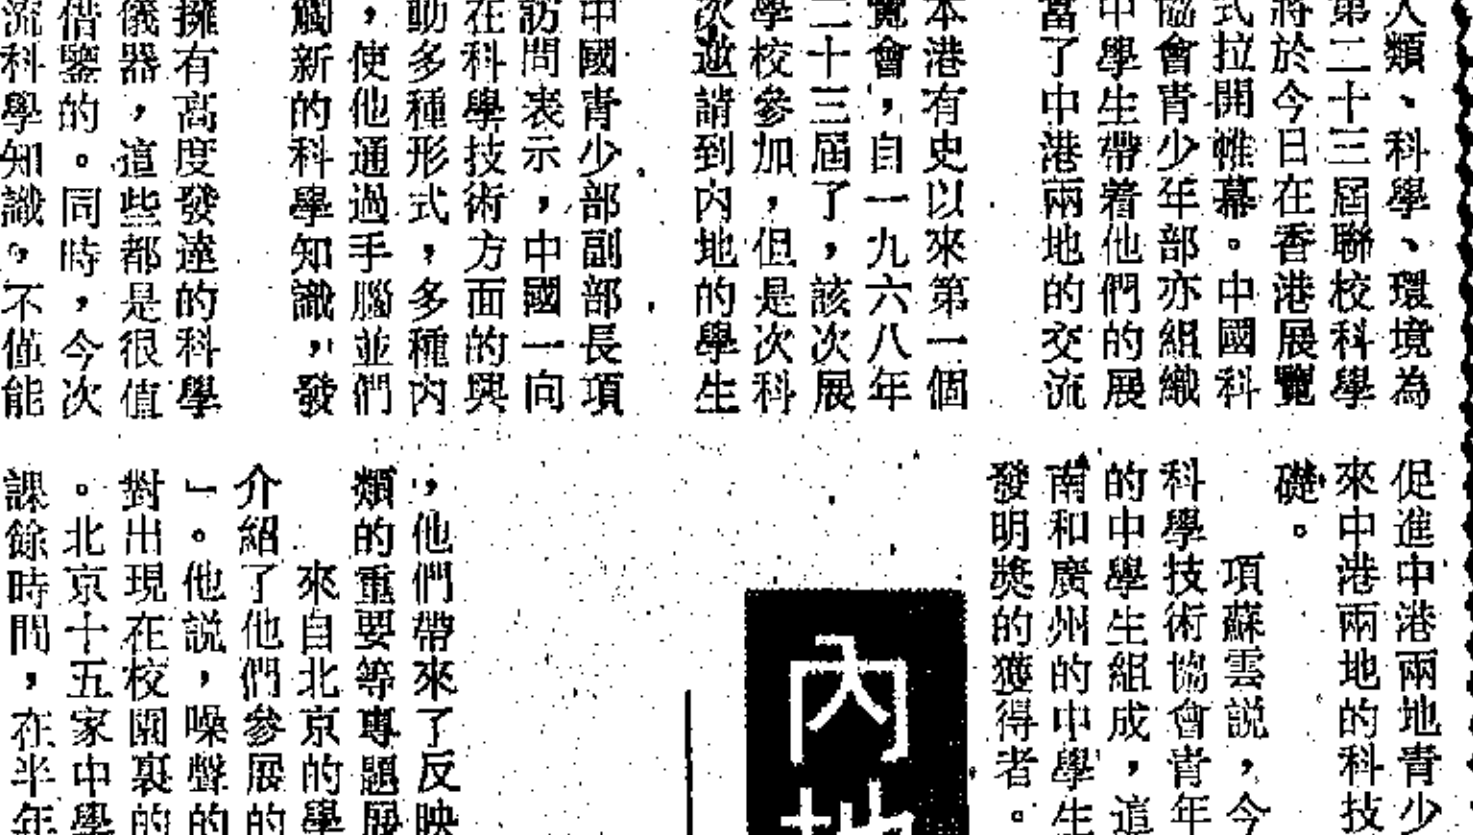 人類、科學、環境為
第二十三屆聯校科學
將於今日在香港展覽
式拉開帷幕。中國科
協會青少年部亦組織
中學生帶着他們的展
當了中港兩地的交流
本港有史以來第一個
覽會,自一九六八年
二十三屆了,該次展
學校參加,但是次科
次邀請到內地的學生
中國青少年部副部長項
訪問表示,中國一向
在科學技術方面的興
動多種形式,多種內
,使他通過手腦並們
觸新的科學知識,發
擁有高度發達的科學
儀器,這些都是很值
借鑒的。同時,今次
流科學知識。不僅能
促進中港兩地青少
來中港兩地的科技
礎。
項蘇雲説,今
科學技術協會青年
的中學生組成,這
南和廣州的中學生
發明獎的獲得者。
內地
,他們帶來了反映
類的重要等專題展
來自北京的學
介紹了他們參展的
」。他説,噪聲的
對出現在校園裏的
。北京十五家中學
課餘時間,在半年